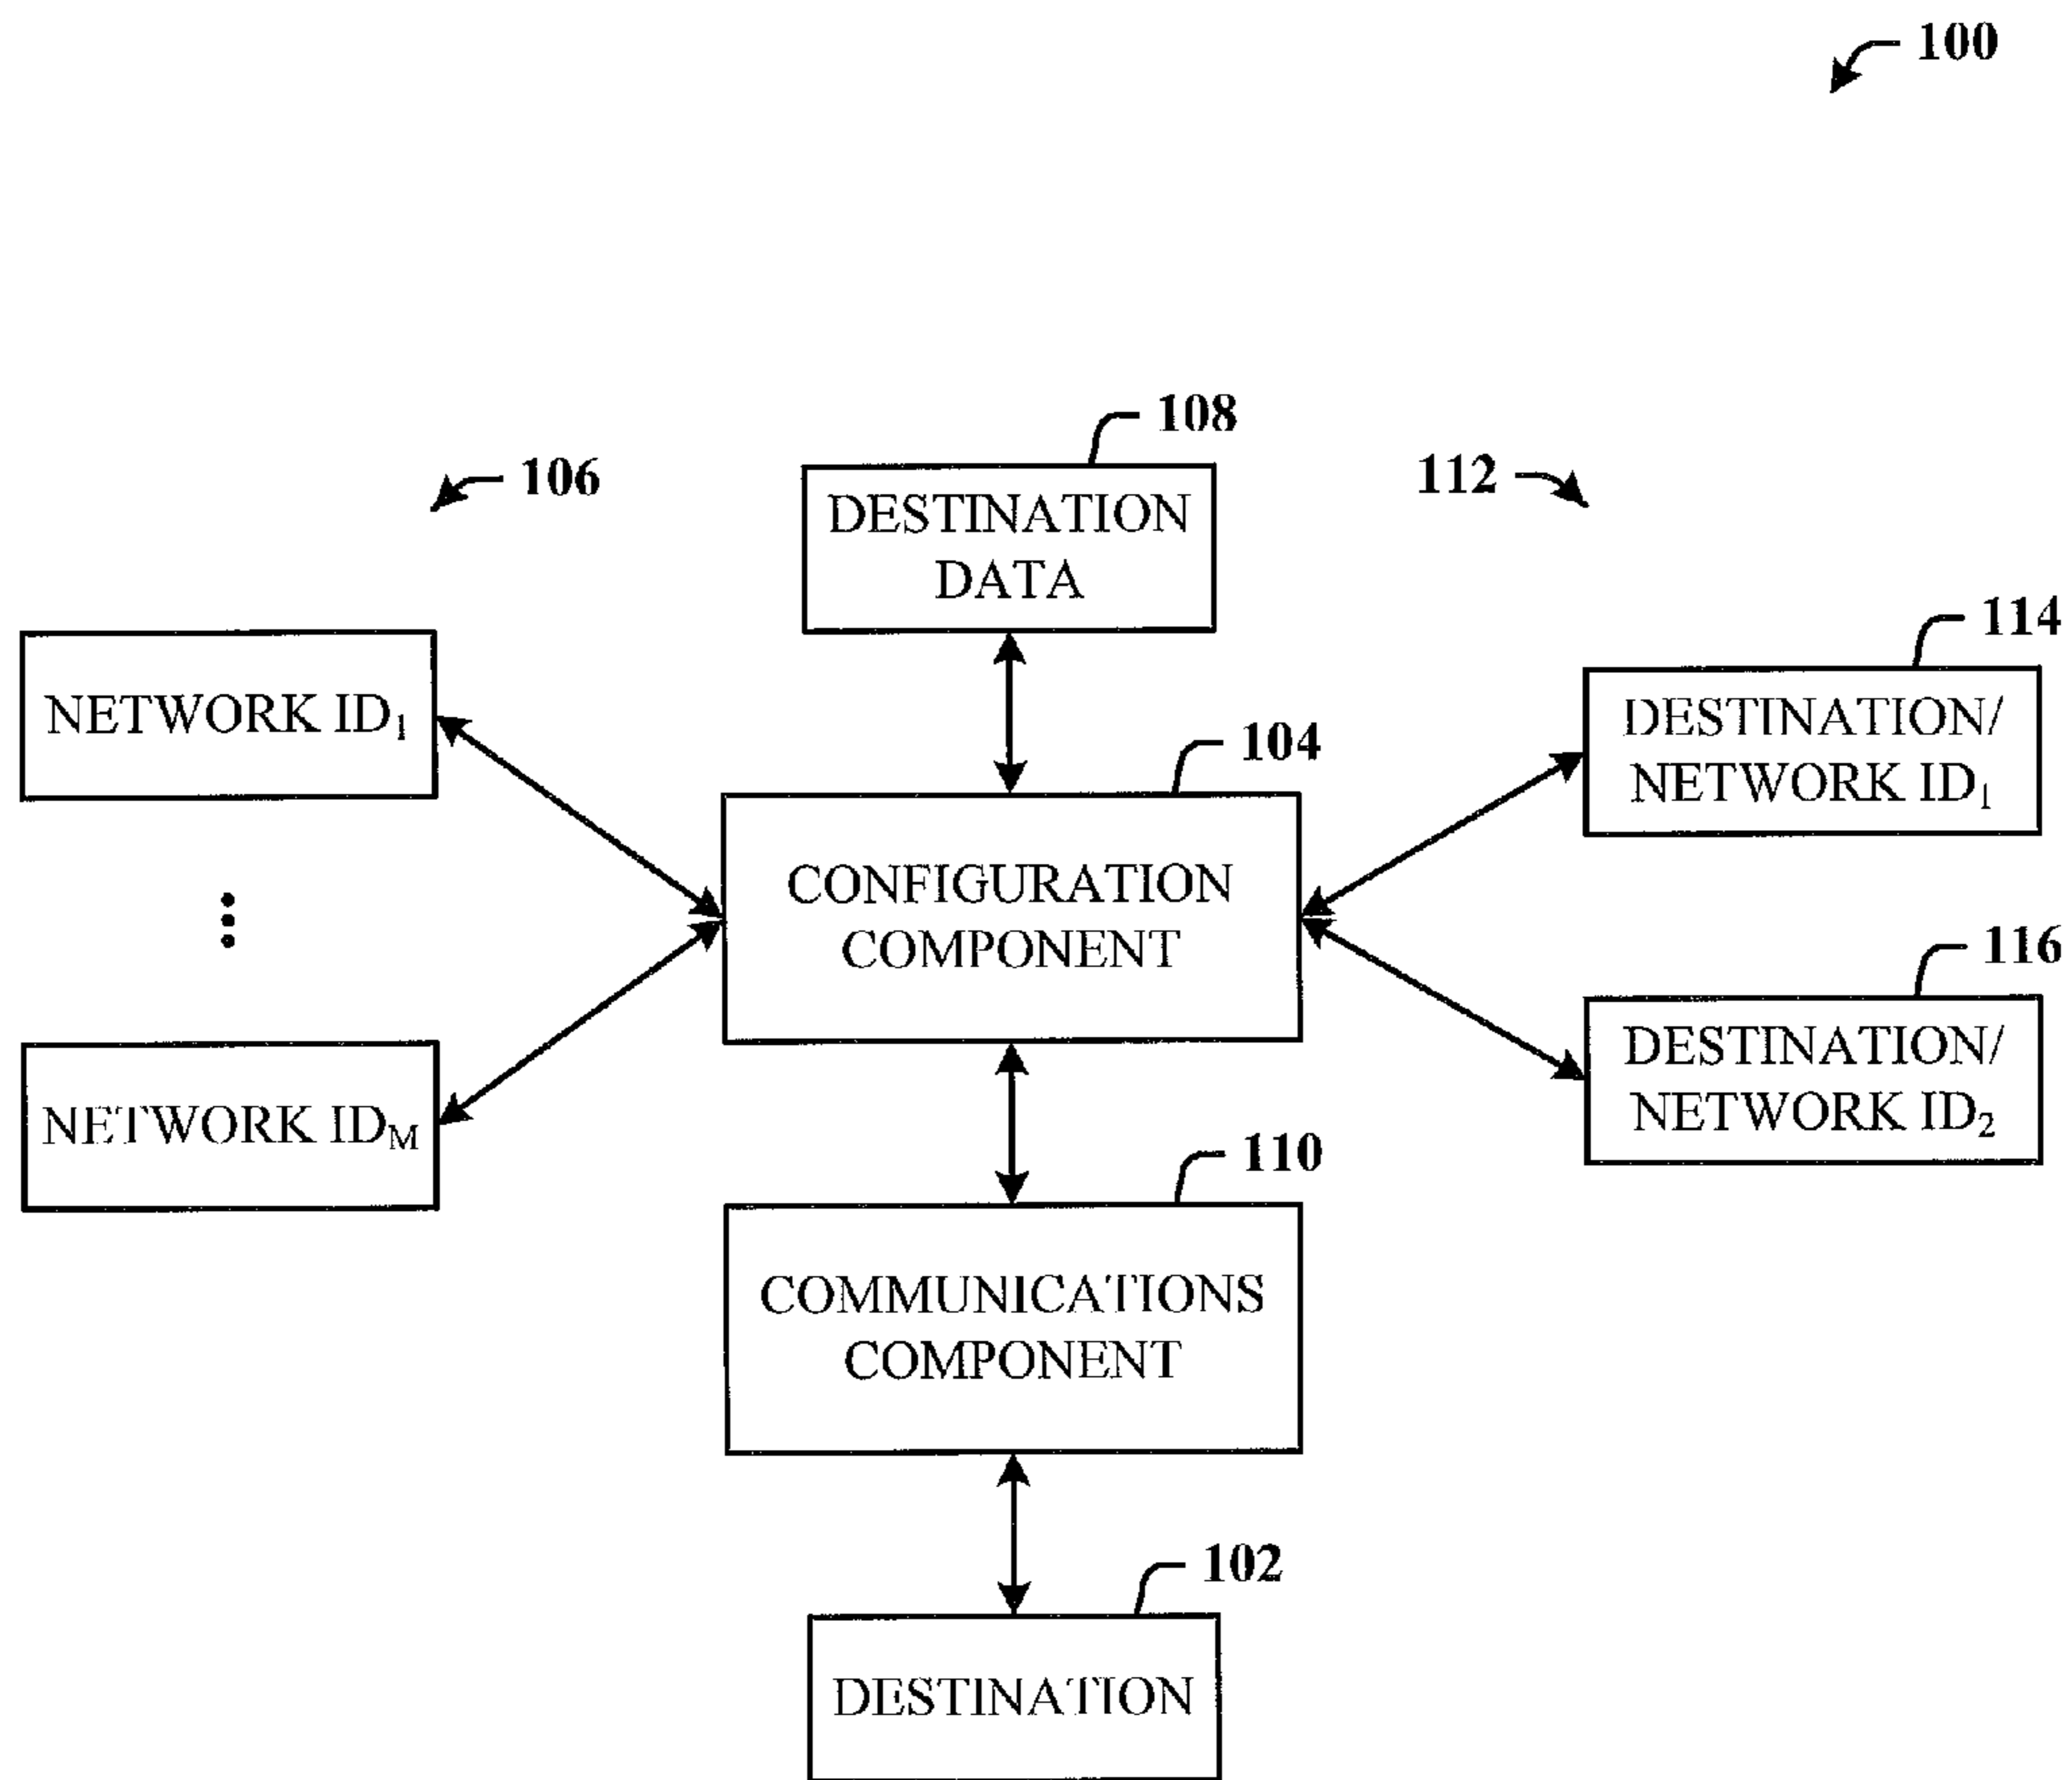 100
108
106
112
DESTINATION
DATA
114
NETWORK ID₁
104
DESTINATION/
NETWORK ID₁
CONFIGURATION
COMPONENT
116
DESTINATION/
NETWORK ID₂
NETWORK ID_M
110
COMMUNICATIONS
COMPONENT
102
DESTINATION